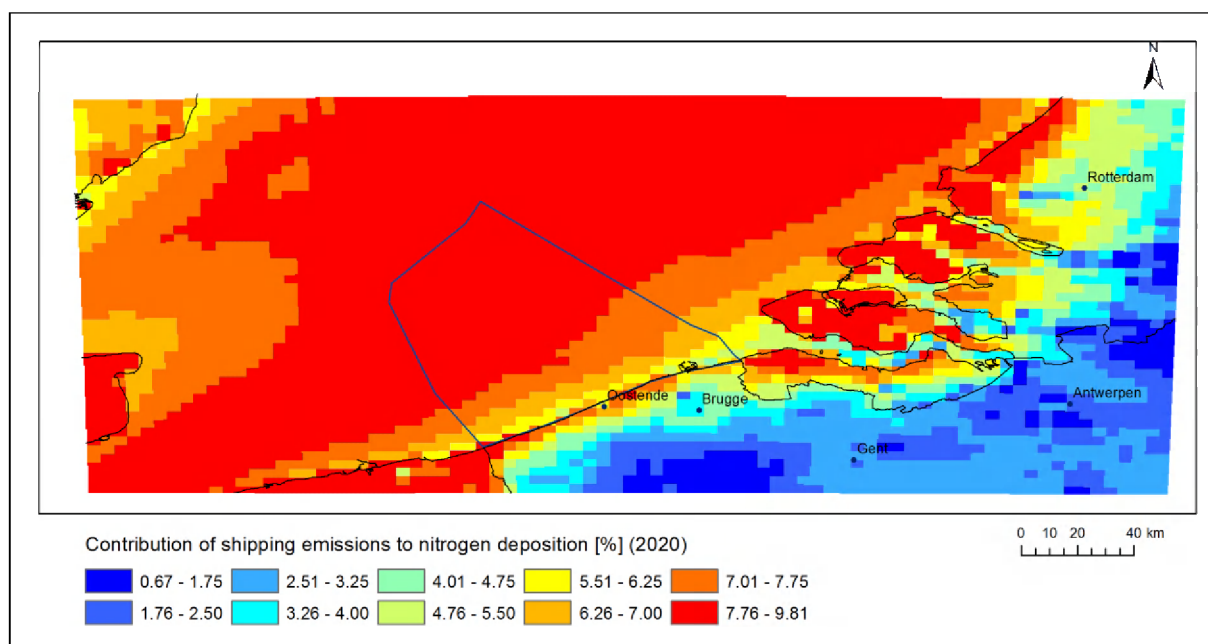 N
Rotterdam
Oostende
Brugge
Antwerpen
Gent
0 10 20 40 km
Contribution of shipping emissions to nitrogen deposition [%] (2020)
0.67 - 1.75 2.51 - 3.25 4.01 - 4.75 5.51 - 6.25 7.01 - 7.75
1.76 - 2.50 3.26 - 4.00 4.76 - 5.50 6.26 - 7.00 7.76 - 9.81